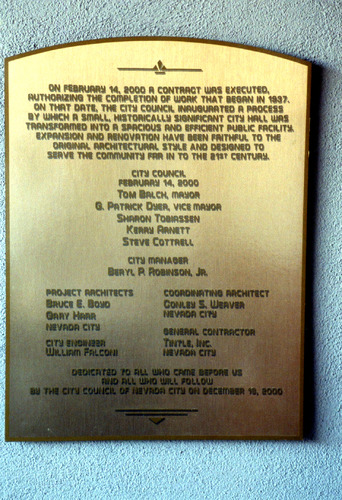 ON FEBRUARY 14, 2000 A CONTRACT WAS EXECUTED,
AUTHORIZING THE COMPLETION OF WORK THAT BEGAN IN 1937.
ON THAT DATE, THE CITY COUNCIL INAUGURATED A PROCESS
BY WHICH A SMALL, HISTORICALLY SIGNIFICANT CITY HALL WAS
TRANSFORMED INTO A SPACIOUS AND EFFICIENT PUBLIC FACILITY.
EXPANSION AND RENOVATION HAVE BEEN FAITHFUL TO THE
ORIGINAL ARCHITECTURAL STYLE AND DESIGNED TO
SERVE THE COMMUNITY FAR IN TO THE 21ST CENTURY.
CITY COUNCIL
FEBRUARY 14, 2000
TOM BALCH, MAYOR
G. PATRICK DYER, VICE MAYOR
SHARON TOBIASSEN
KERRY ARNETT
STEVE COTTRELL
CITY MANAGER
BERYL P. ROBINSON, JR.
PROJECT ARCHITECTS
BRUCE E. BOYD
GARY HARR
NEVADA CITY
CITY ENGINEER
WILLIAM FALCONI
COORDINATING ARCHITECT
CONLEY S. WEAVER
NEVADA CITY
GENERAL CONTRACTOR
TINTLE, INC.
NEVADA CITY
DEDICATED TO ALL WHO CAME BEFORE US
AND ALL WHO WILL FOLLOW
BY THE CITY COUNCIL OF NEVADA CITY ON DECEMBER 18, 2000